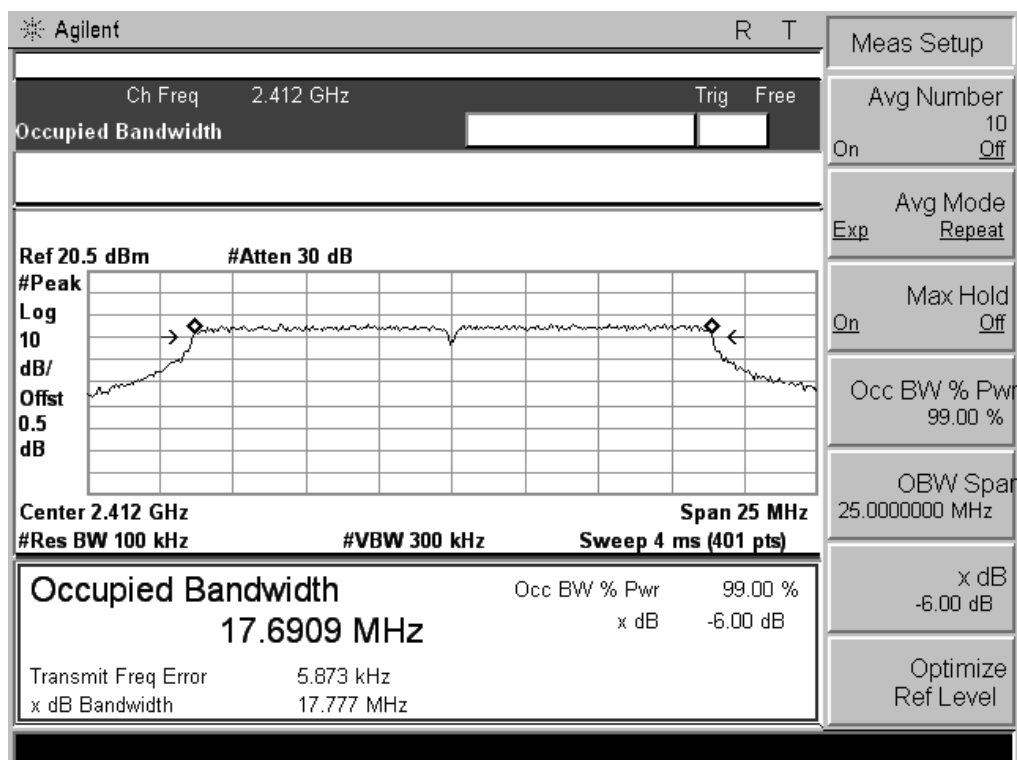 Agilent R T
Ch Freq 2.412 GHz Trig Free
Occupied Bandwidth
Ref 20.5 dBm #Atten 30 dB
#Peak
Log
10
dB/
Offst
0.5
dB
Center 2.412 GHz Span 25 MHz
#Res BW 100 kHz #VBW 300 kHz Sweep 4 ms (401 pts)
Occupied Bandwidth Occ BW % Pwr 99.00 %
17.6909 MHz x dB -6.00 dB
Transmit Freq Error 5.873 kHz
x dB Bandwidth 17.777 MHz
Meas Setup
Avg Number
10
On Off
Avg Mode
Exp Repeat
Max Hold
On Off
Occ BW % Pwr
99.00 %
OBW Span
25.0000000 MHz
x dB
-6.00 dB
Optimize
Ref Level